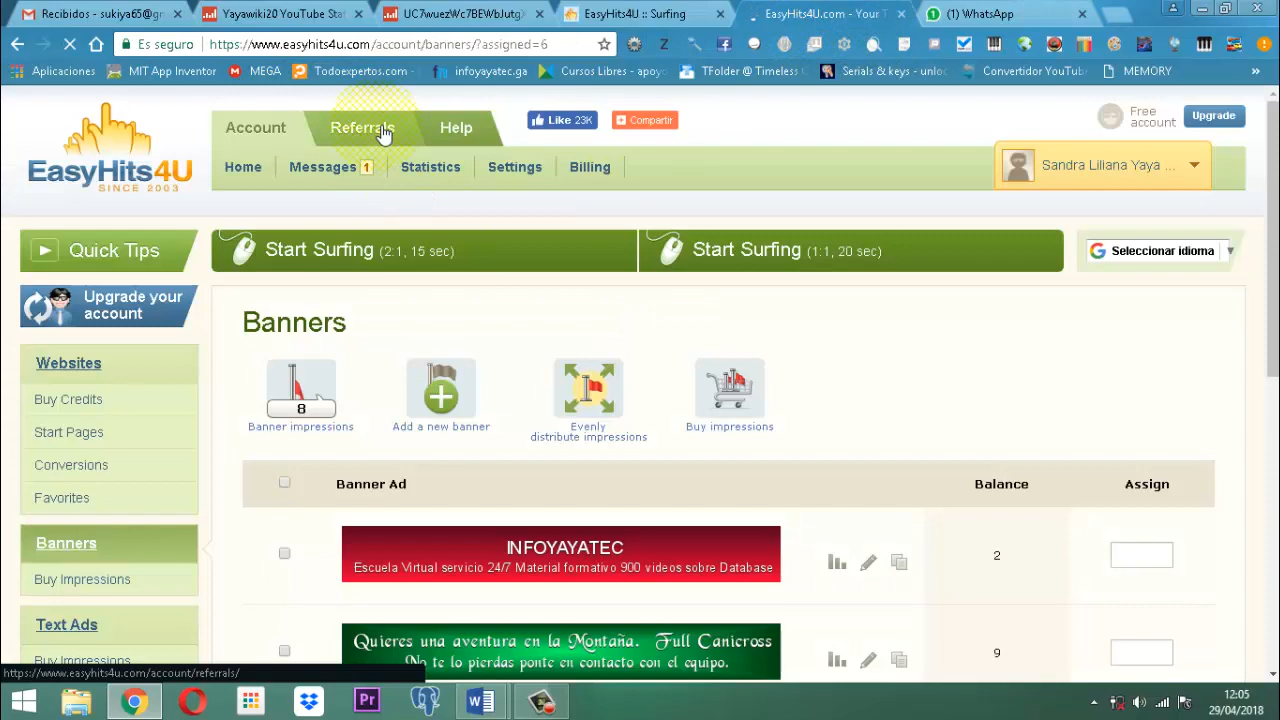 Recibidos - sukiya65@gr
Yayawiki20 YouTube Stat
UC7wuezWc7BEWbJutgX
EasyHits4U :: Surfing
EasyHits4U.com - Your T
(1) WhatsApp
Es seguro
https://www.easyhits4u.com/account/banners/?assigned=6
Aplicaciones
MIT App Inventor
MEGA
Todoexpertos.com -
infoyayatec.ga
Cursos Libres - apoyo
TFolder @ Timeless
Serials & keys - unloc
Convertidor YouTub
MEMORY
»
EasyHits4U
SINCE 2003
Account
Referrals
Help
Like 23K
Compartir
Free account
Upgrade
Home
Messages 1
Statistics
Settings
Billing
Sandra Liliana Yaya ...
Quick Tips
Start Surfing (2:1, 15 sec)
Start Surfing (1:1, 20 sec)
Seleccionar idioma
Upgrade your
account
Websites
Buy Credits
Start Pages
Conversions
Favorites
Banners
Buy Impressions
Text Ads
Buy Impressions
Banners
8
Banner impressions
Add a new banner
Evenly
distribute impressions
Buy impressions
Banner Ad
Balance
Assign
INFOYAYATEC
Escuela Virtual servicio 24/7 Material formativo 900 videos sobre Database
2
Quieres una aventura en la Montaña. Full Canicross
No te lo pierdas ponte en contacto con el equipo.
9
https://www.easyhits4u.com/account/referrals/
12:05
29/04/2018